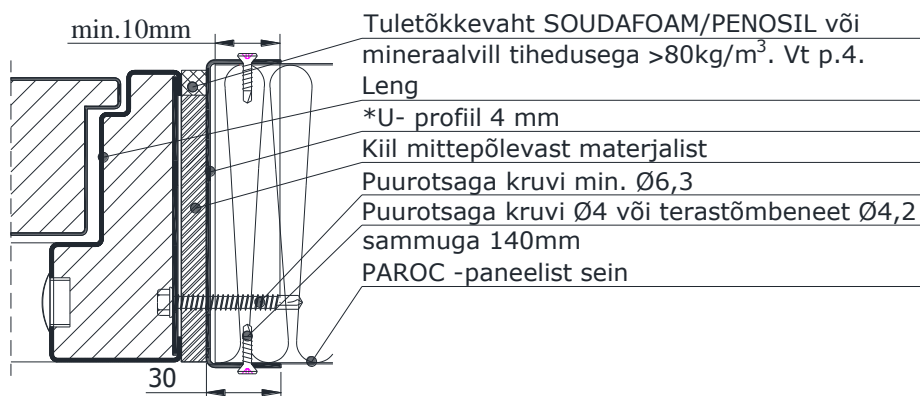 min.10mm
Tuletõkkevaht SOUDAFOAM/PENOSIL või
mineraalvill tihedusega >80kg/m³. Vt p.4.
Leng
*U- profiil 4 mm
Kiil mittepõlevast materjalist
Puurotsaga kruvi min. Ø6,3
Puurotsaga kruvi Ø4 või terastõmbeneet Ø4,2
sammuga 140mm
PAROC -paneelist sein
30